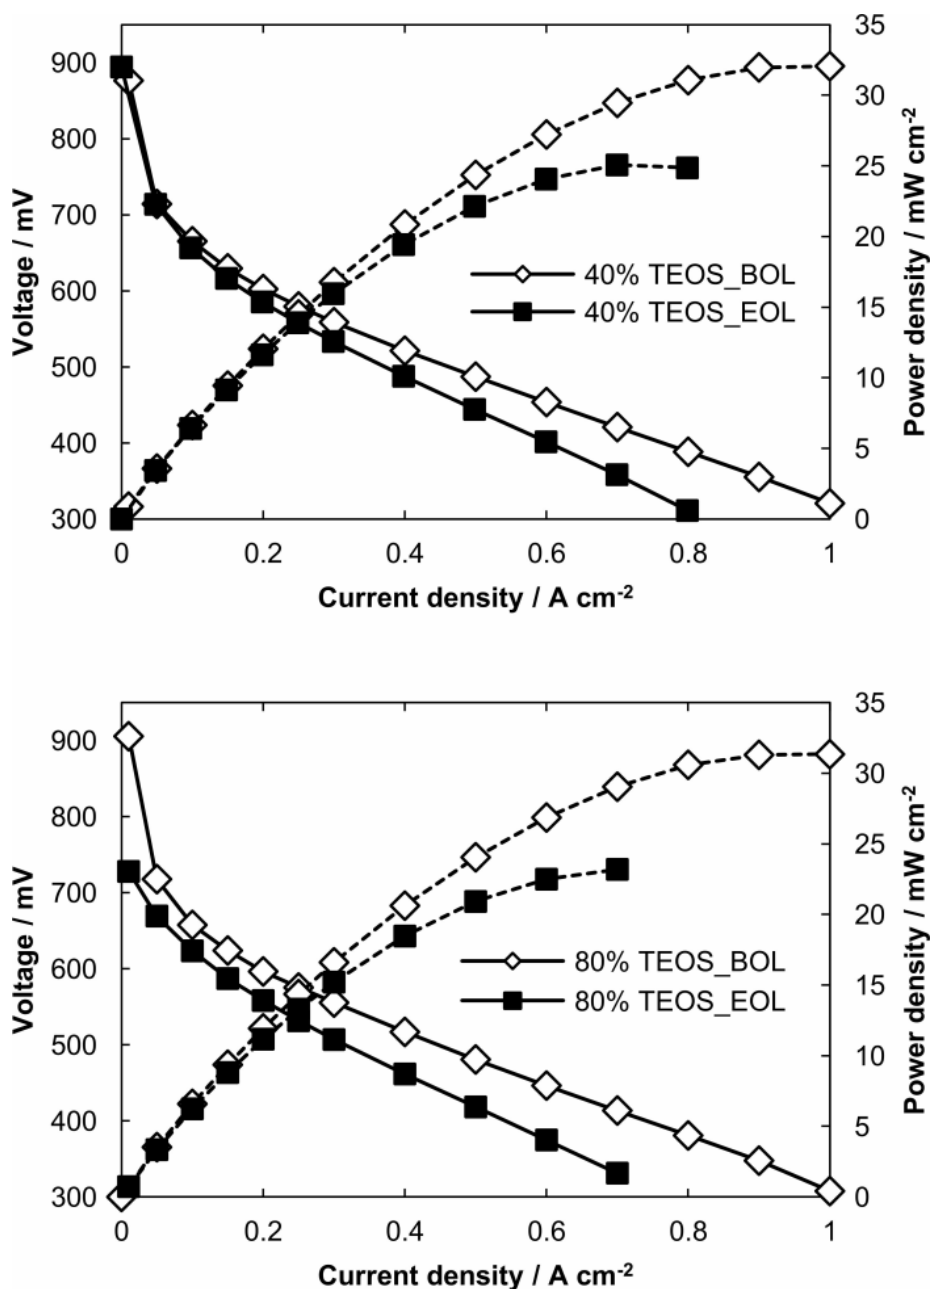 35
900
30
800
25
700
20
600
15
500
10
400
5
300
0
Voltage / mV
Power density / mW cm-2
40% TEOS_BOL
40% TEOS_EOL
0 0.2 0.4 0.6 0.8 1
Current density / A cm-2
35
900
30
800
25
700
20
600
15
500
10
400
5
300
0
Voltage / mV
Power density / mW cm-2
80% TEOS_BOL
80% TEOS_EOL
0 0.2 0.4 0.6 0.8 1
Current density / A cm-2